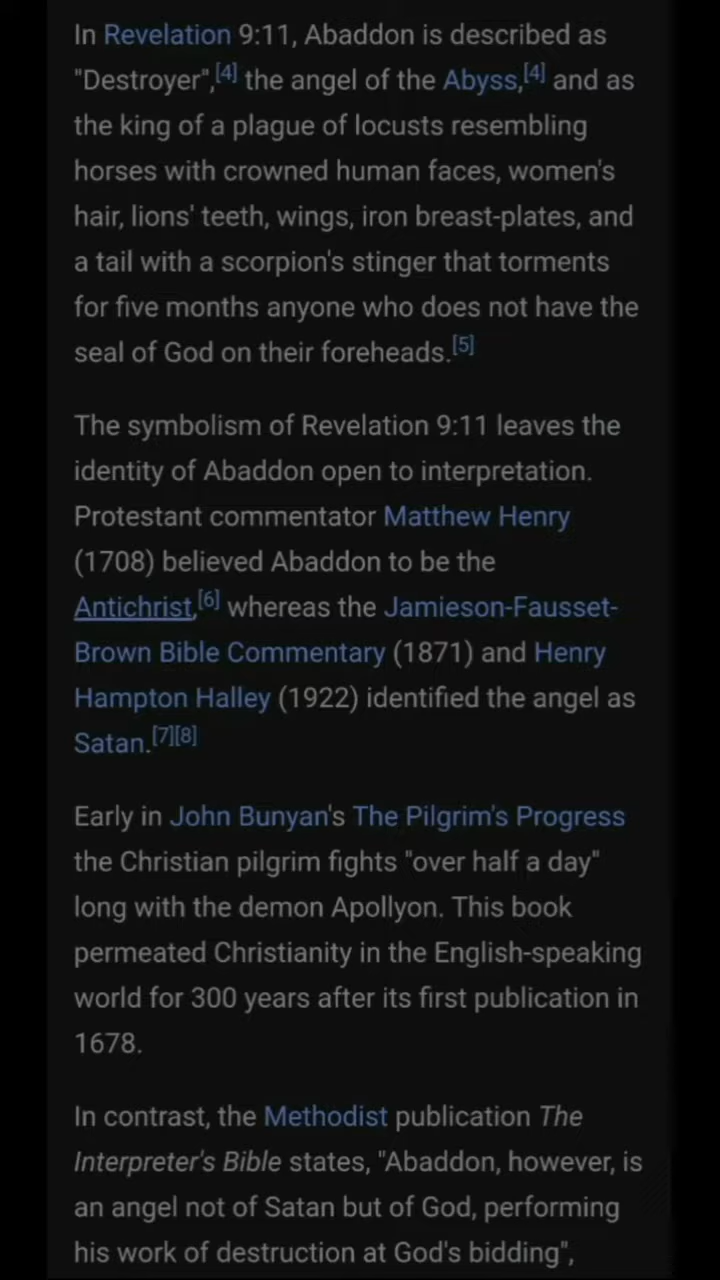 In Revelation 9:11, Abaddon is described as
"Destroyer",[4] the angel of the Abyss,[4] and as
the king of a plague of locusts resembling
horses with crowned human faces, women's
hair, lions' teeth, wings, iron breast-plates, and
a tail with a scorpion's stinger that torments
for five months anyone who does not have the
seal of God on their foreheads.[5]
The symbolism of Revelation 9:11 leaves the
identity of Abaddon open to interpretation.
Protestant commentator Matthew Henry
(1708) believed Abaddon to be the
Antichrist,[6] whereas the Jamieson-Fausset-
Brown Bible Commentary (1871) and Henry
Hampton Halley (1922) identified the angel as
Satan.[7][8]
Early in John Bunyan's The Pilgrim's Progress
the Christian pilgrim fights "over half a day"
long with the demon Apollyon. This book
permeated Christianity in the English-speaking
world for 300 years after its first publication in
1678.
In contrast, the Methodist publication The
Interpreter's Bible states, "Abaddon, however, is
an angel not of Satan but of God, performing
his work of destruction at God's bidding",